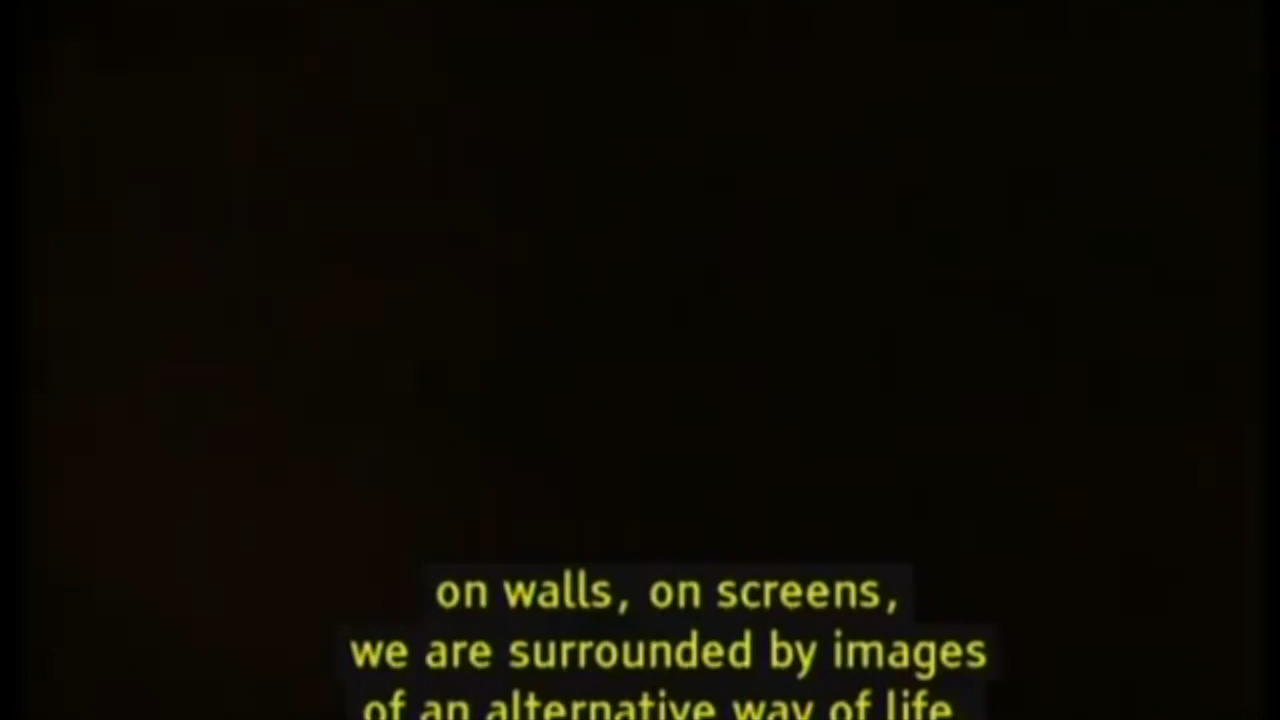 on walls, on screens,
we are surrounded by images
of an alternative way of life